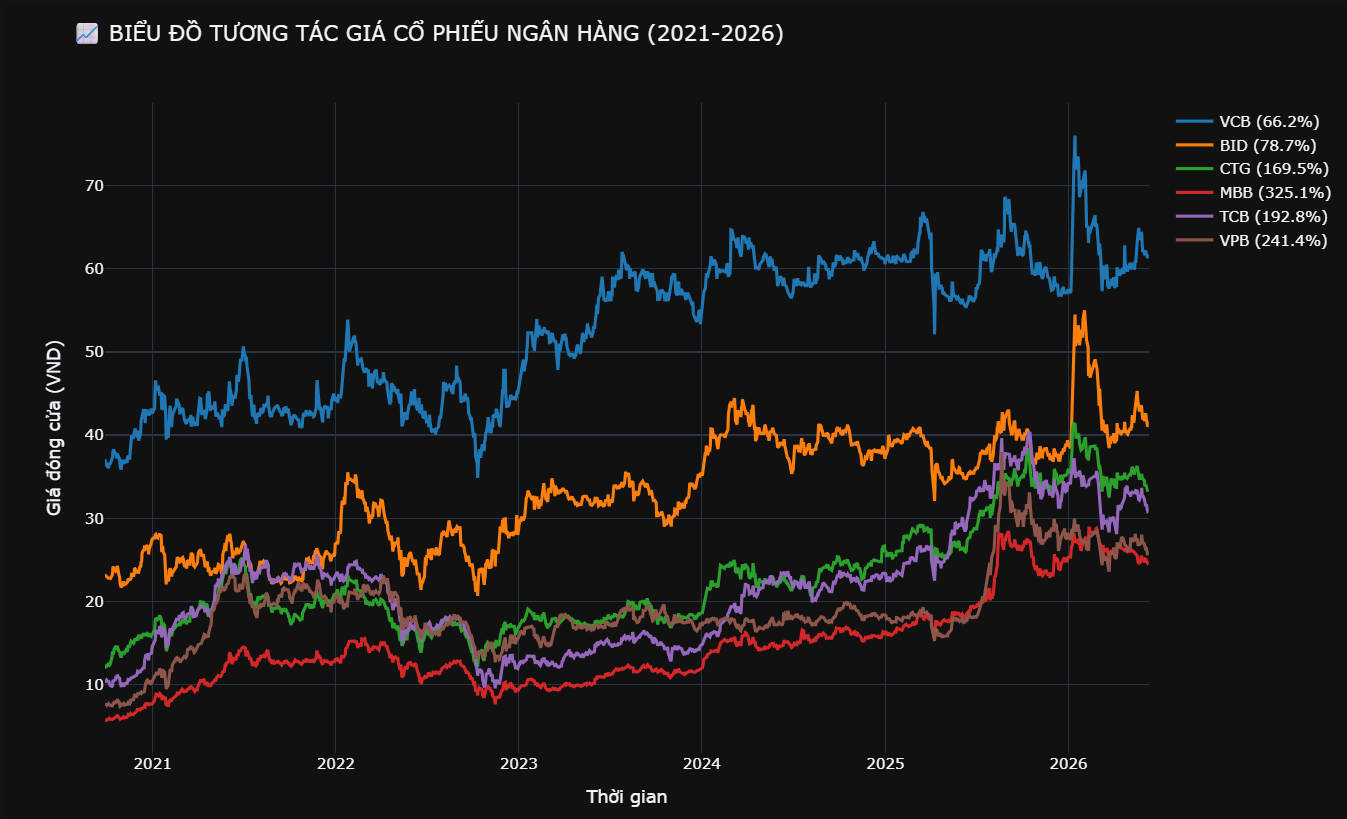 📈 BIỂU ĐỒ TƯƠNG TÁC GIÁ CỔ PHIẾU NGÂN HÀNG (2021-2026)
VCB (66.2%)
BID (78.7%)
CTG (169.5%)
MBB (325.1%)
TCB (192.8%)
VPB (241.4%)
Giá đóng cửa (VND)
70
60
50
40
30
20
10
2021
2022
2023
2024
2025
2026
Thời gian